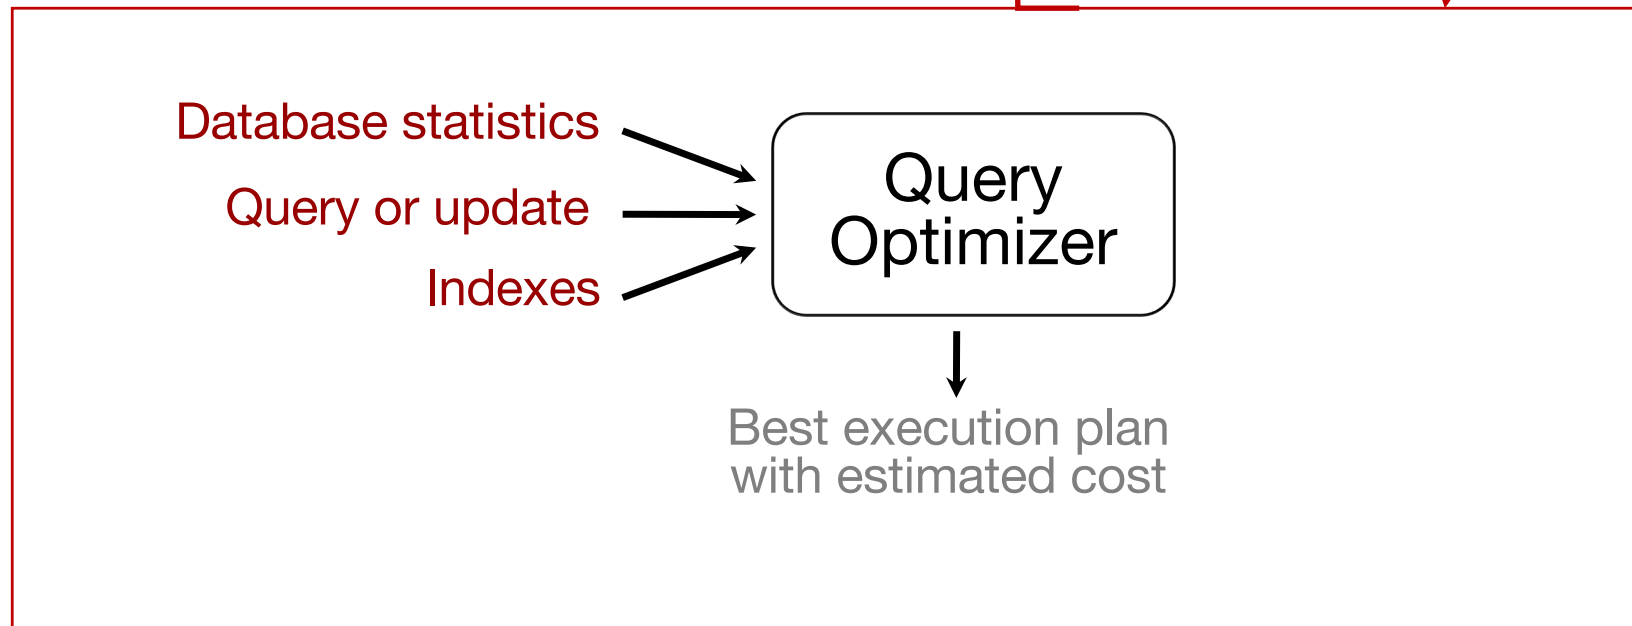 Database statistics
Query or update
Indexes
Query
Optimizer
Best execution plan
with estimated cost